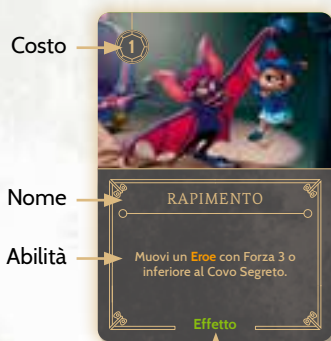 Costo
1
Nome
RAPIMENTO
Abilità
Muovi un Eroe con Forza 3 o
inferiore al Covo Segreto.
Effetto